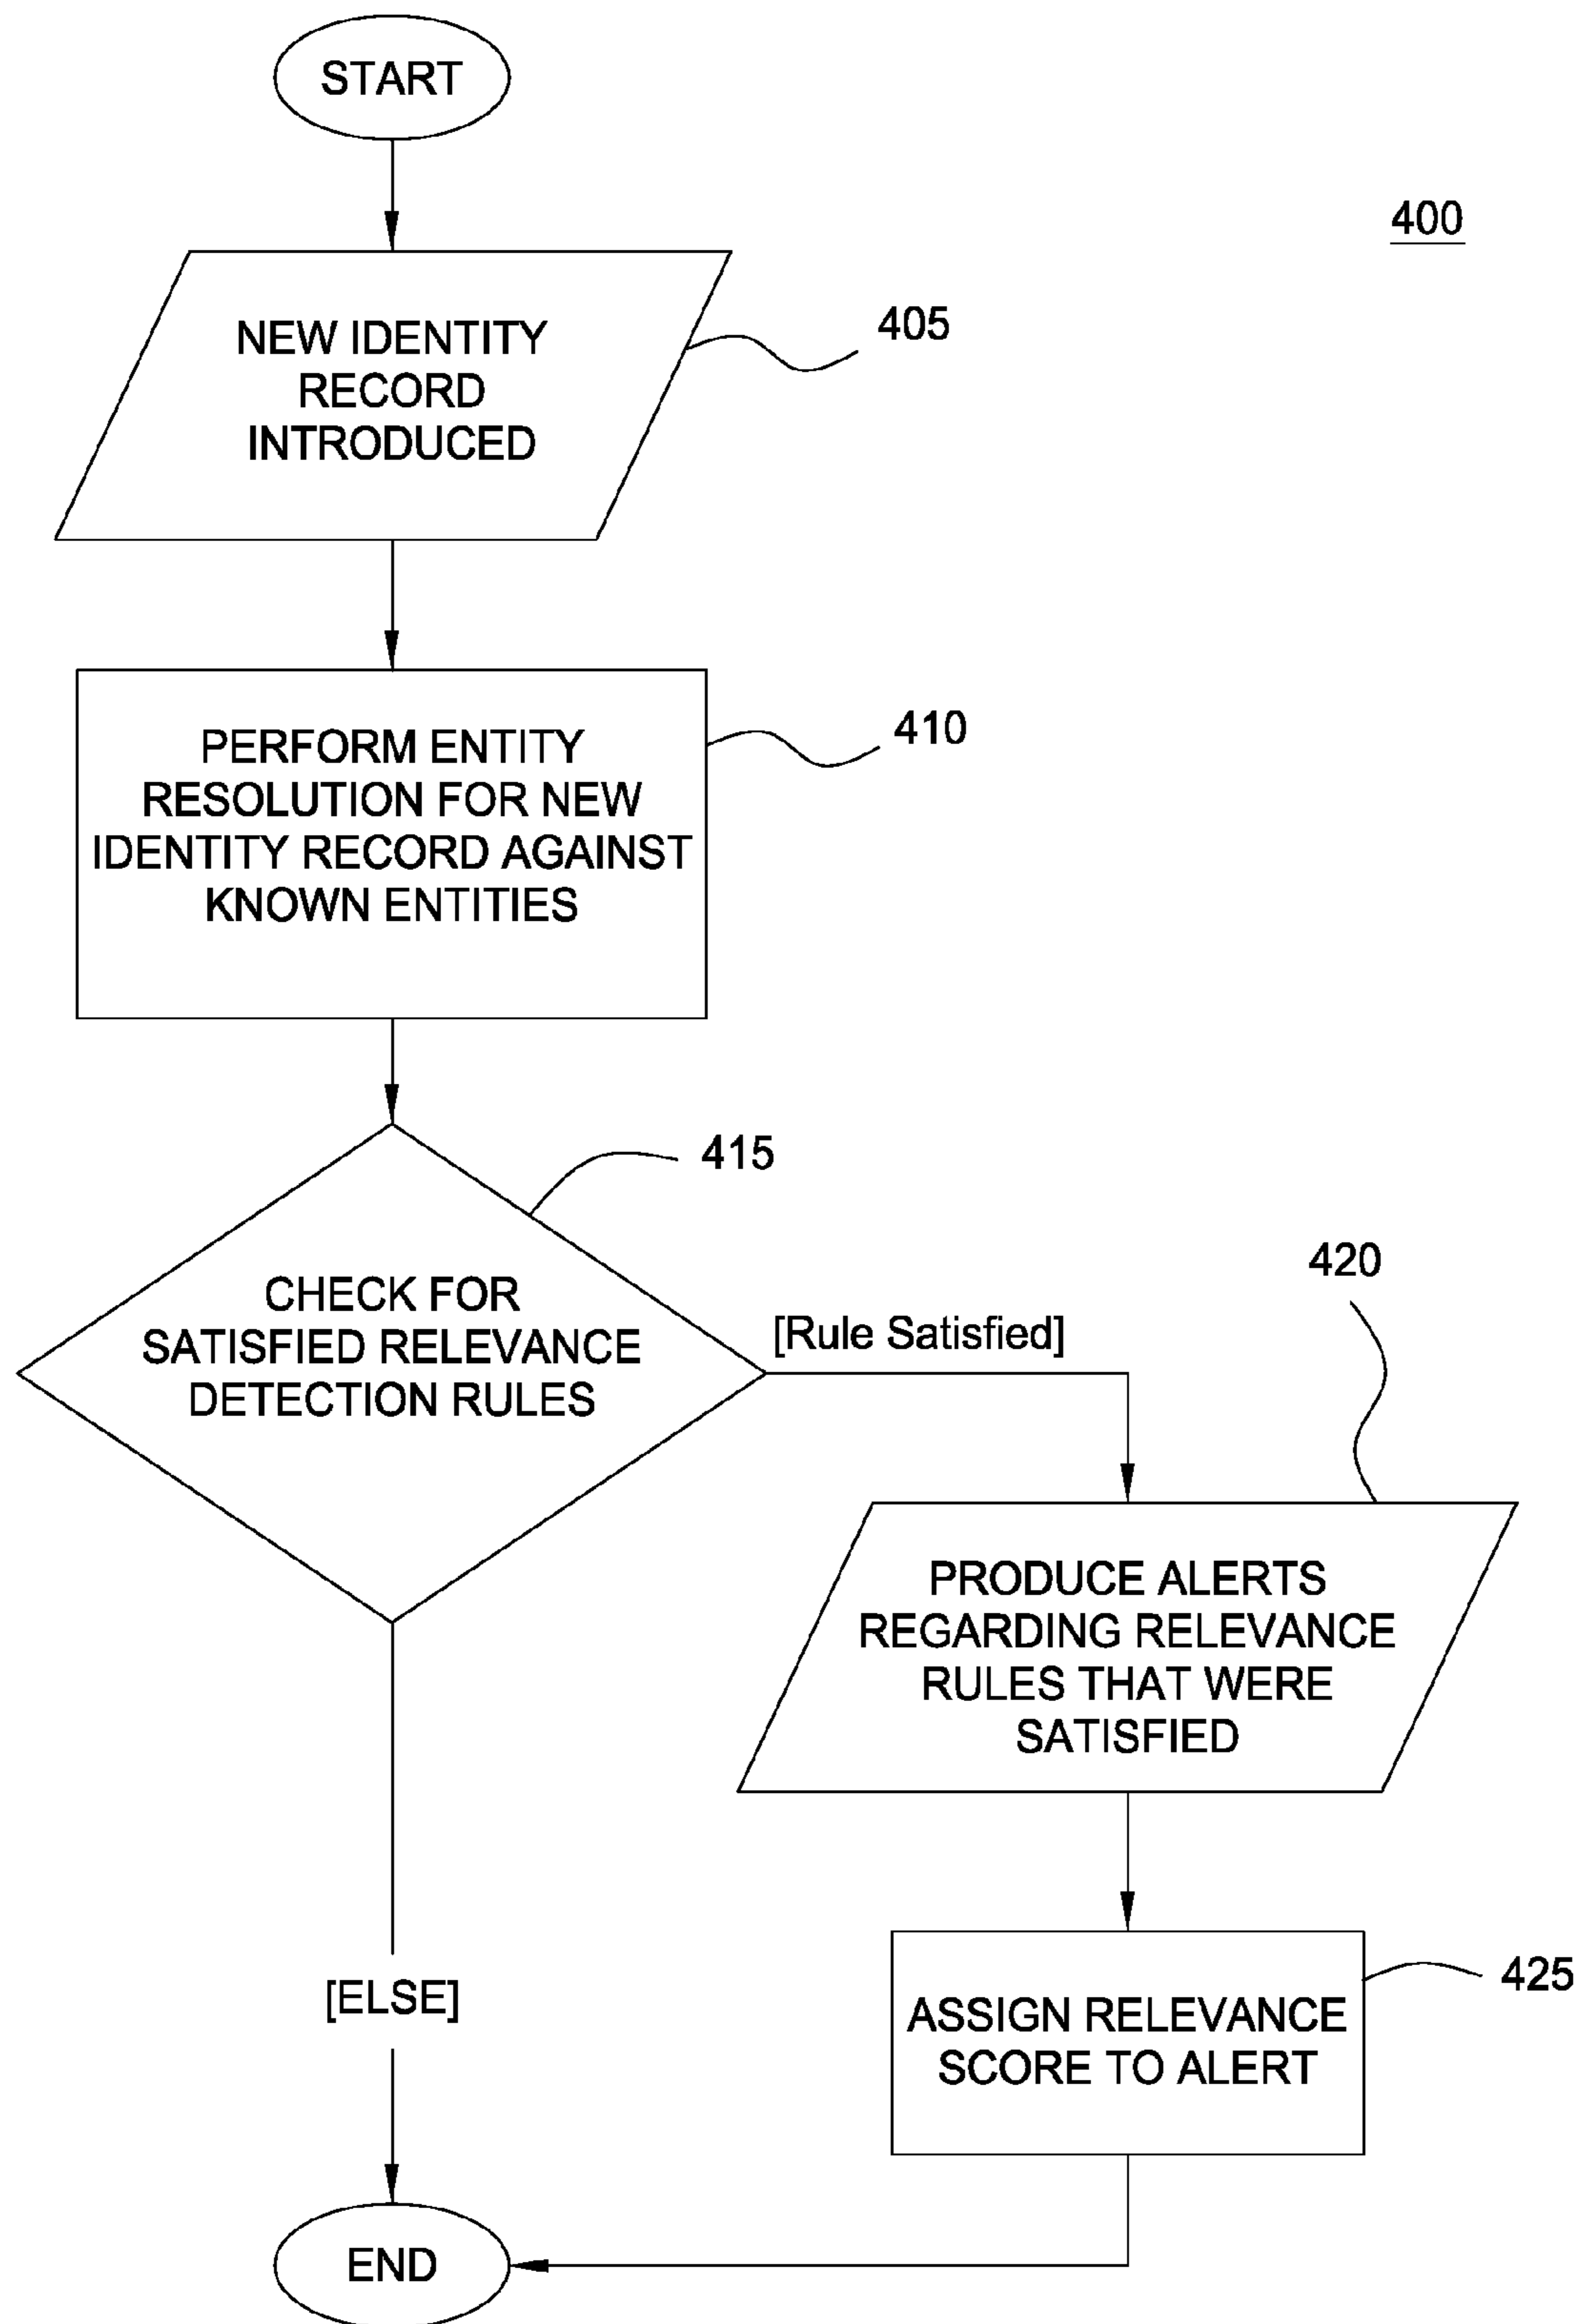 START
400
NEW IDENTITY
RECORD
INTRODUCED
405
PERFORM ENTITY
RESOLUTION FOR NEW
IDENTITY RECORD AGAINST
KNOWN ENTITIES
410
415
CHECK FOR
SATISFIED RELEVANCE
DETECTION RULES
[Rule Satisfied]
420
PRODUCE ALERTS
REGARDING RELEVANCE
RULES THAT WERE
SATISFIED
[ELSE]
425
ASSIGN RELEVANCE
SCORE TO ALERT
END